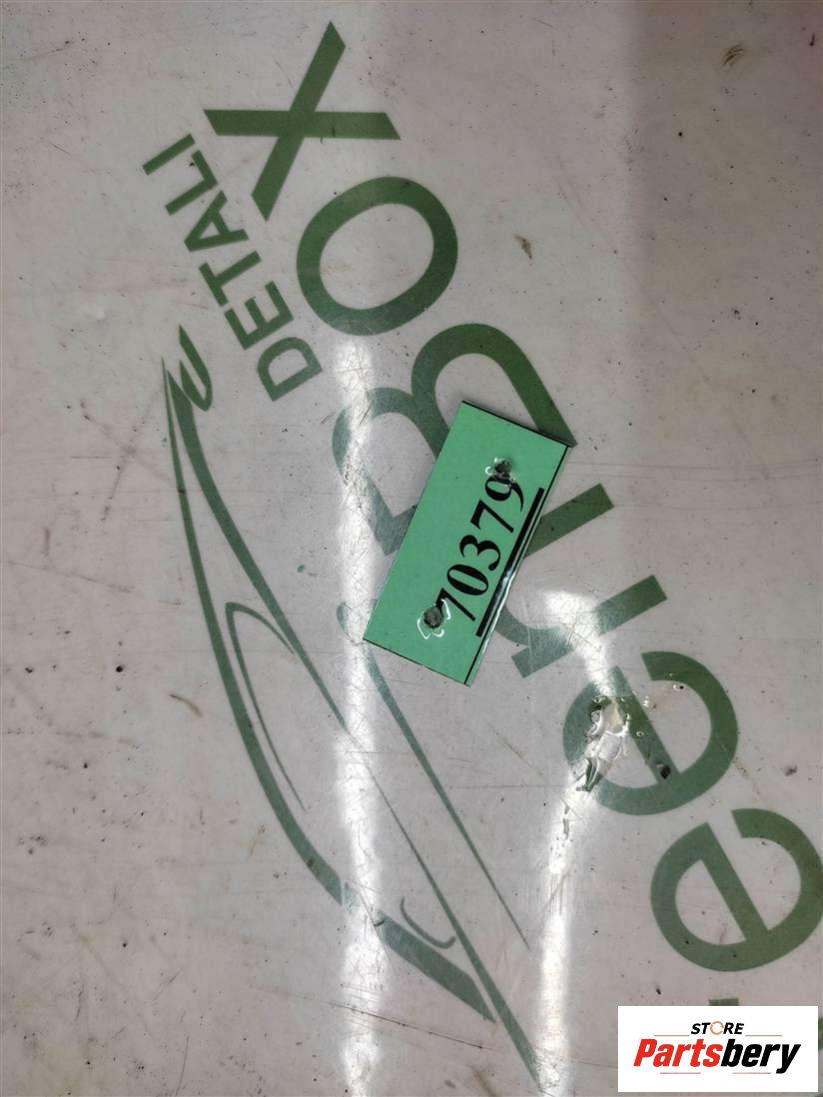 DETALI
BOX
70379
STORE
Partsbery